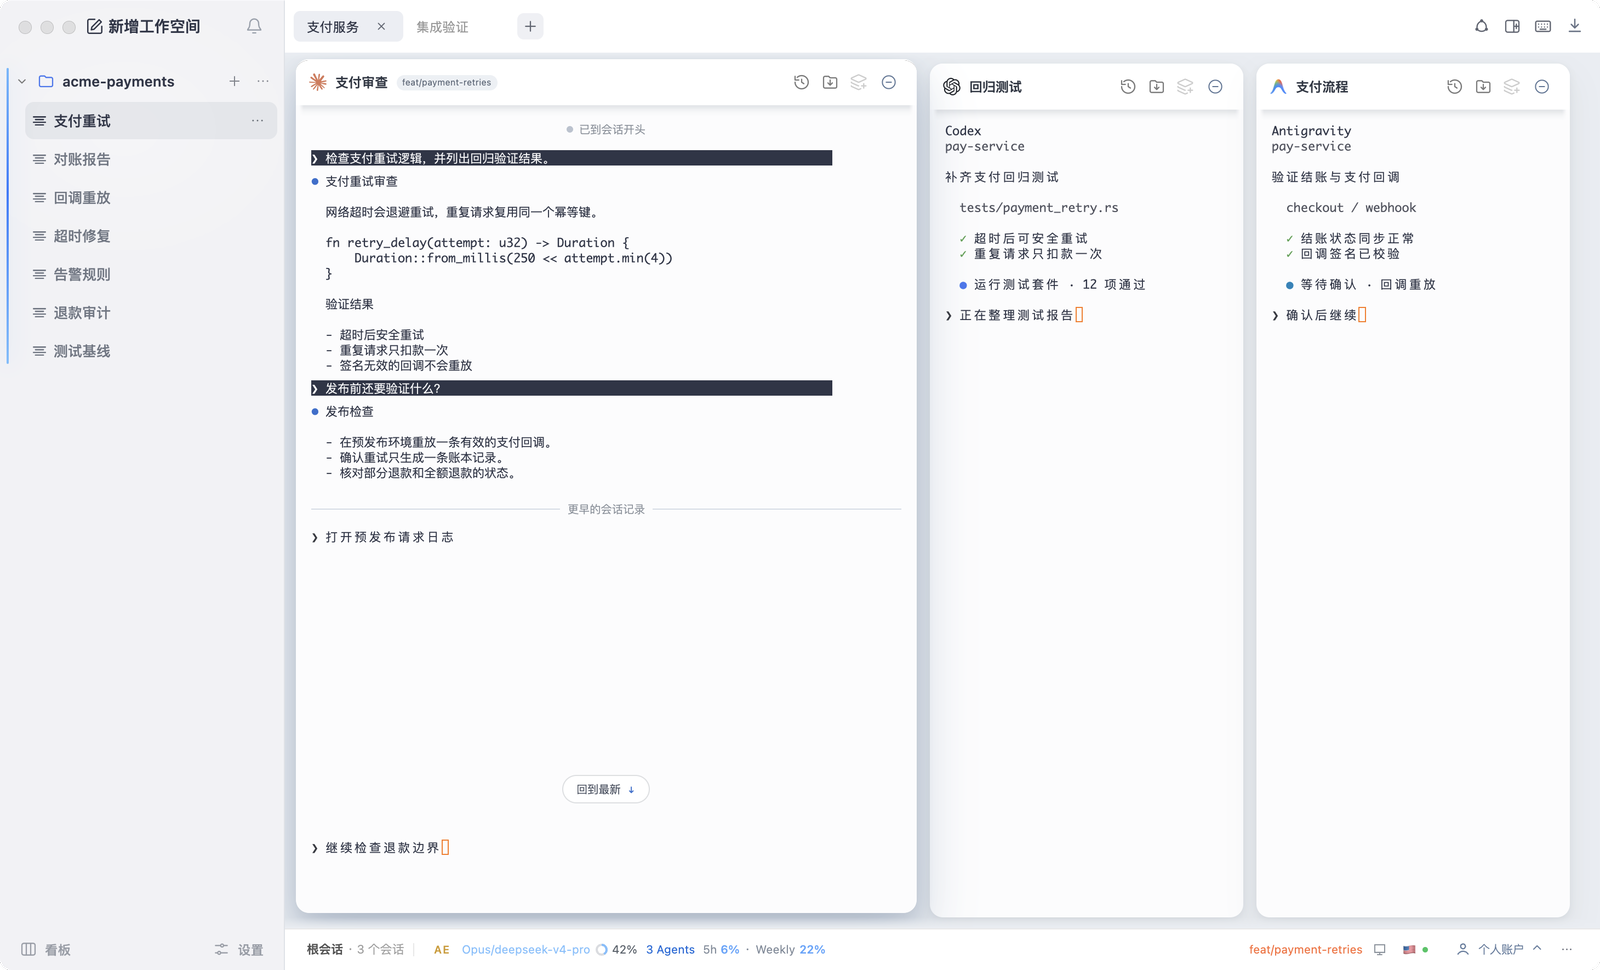 新增工作空间
acme-payments
支付重试
对账报告
回调重放
超时修复
告警规则
退款审计
测试基线
看板
设置
支付服务
集成验证
支付审查
feat/payment-retries
已到会话开头
❯ 检查支付重试逻辑，并列出回归验证结果。
支付重试审查
网络超时会退避重试，重复请求复用同一个幂等键。
fn retry_delay(attempt: u32) -> Duration {
Duration::from_millis(250 << attempt.min(4))
}
验证结果
- 超时后安全重试
- 重复请求只扣款一次
- 签名无效的回调不会重放
❯ 发布前还要验证什么？
发布检查
- 在预发布环境重放一条有效的支付回调。
- 确认重试只生成一条账本记录。
- 核对部分退款和全额退款的状态。
更早的会话记录
❯ 打开预发布请求日志
回到最新 ↓
❯ 继续检查退款边界
回归测试
Codex
pay-service
补齐支付回归测试
tests/payment_retry.rs
✓ 超时后可安全重试
✓ 重复请求只扣款一次
● 运行测试套件 · 12 项通过
❯ 正在整理测试报告
支付流程
Antigravity
pay-service
验证结账与支付回调
checkout / webhook
✓ 结账状态同步正常
✓ 回调签名已校验
● 等待确认 · 回调重放
❯ 确认后继续
根会话 · 3 个会话
AE
Opus/deepseek-v4-pro
42%
3 Agents
5h 6% · Weekly 22%
feat/payment-retries
个人账户